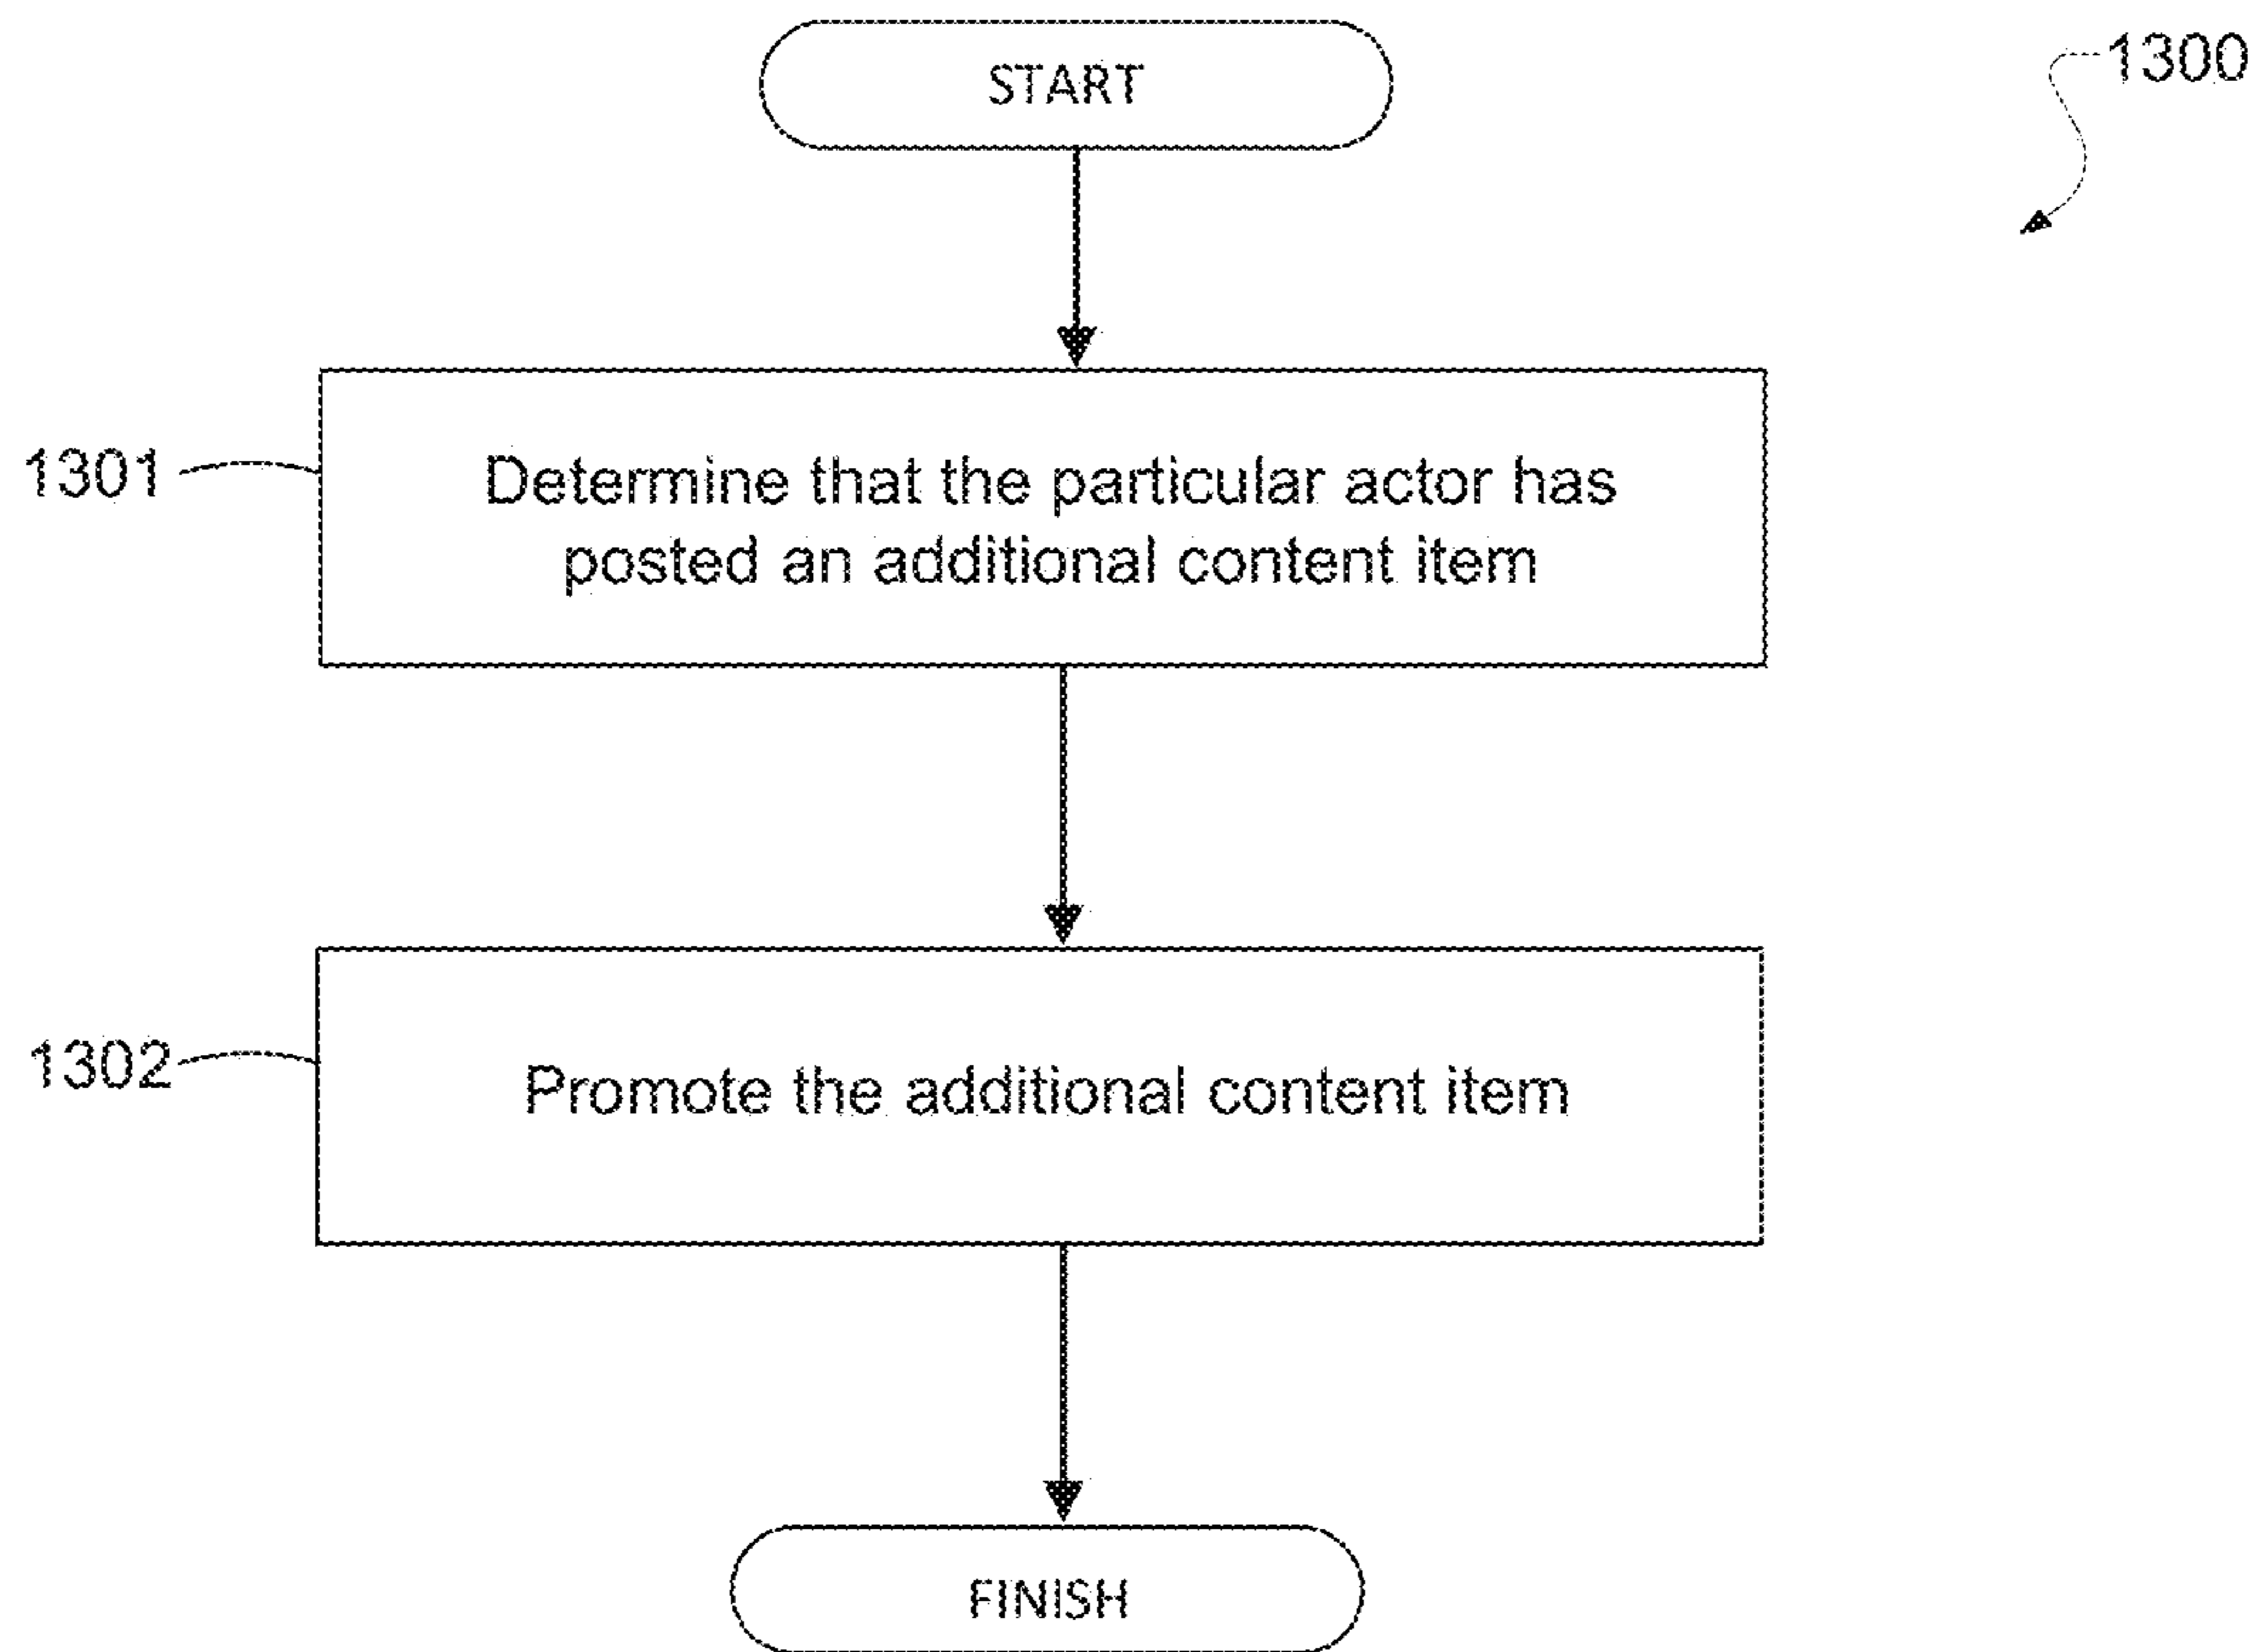 START
1300
1301
Determine that the particular actor has
posted an additional content item
1302
Promote the additional content item
FINISH